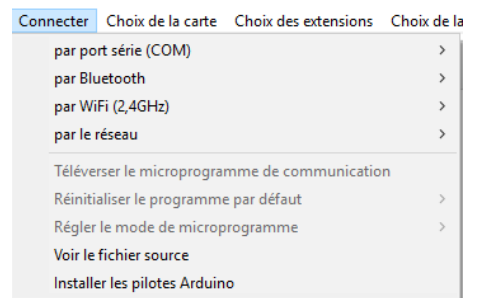 Connecter Choix de la carte Choix des extensions Choix de la
par port série (COM)
par Bluetooth
par WiFi (2,4GHz)
par le réseau
Téléverser le microprogramme de communication
Réinitialiser le programme par défaut
Régler le mode de microprogramme
Voir le fichier source
Installer les pilotes Arduino